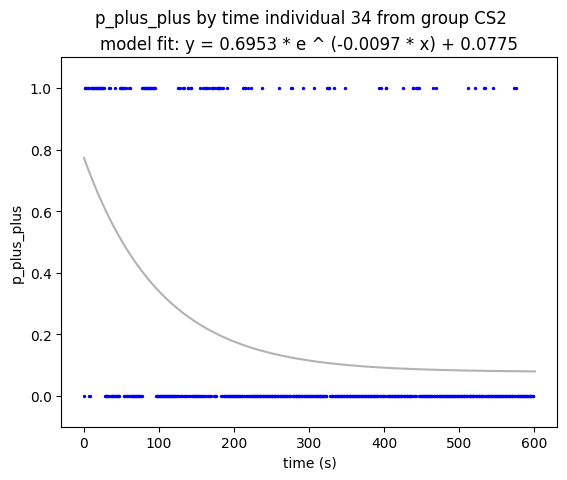 p_plus_plus by time individual 34 from group CS2
model fit: y = 0.6953 * e ^ (-0.0097 * x) + 0.0775
1.0
0.8
0.6
0.4
0.2
0.0
p_plus_plus
0 100 200 300 400 500 600
time (s)